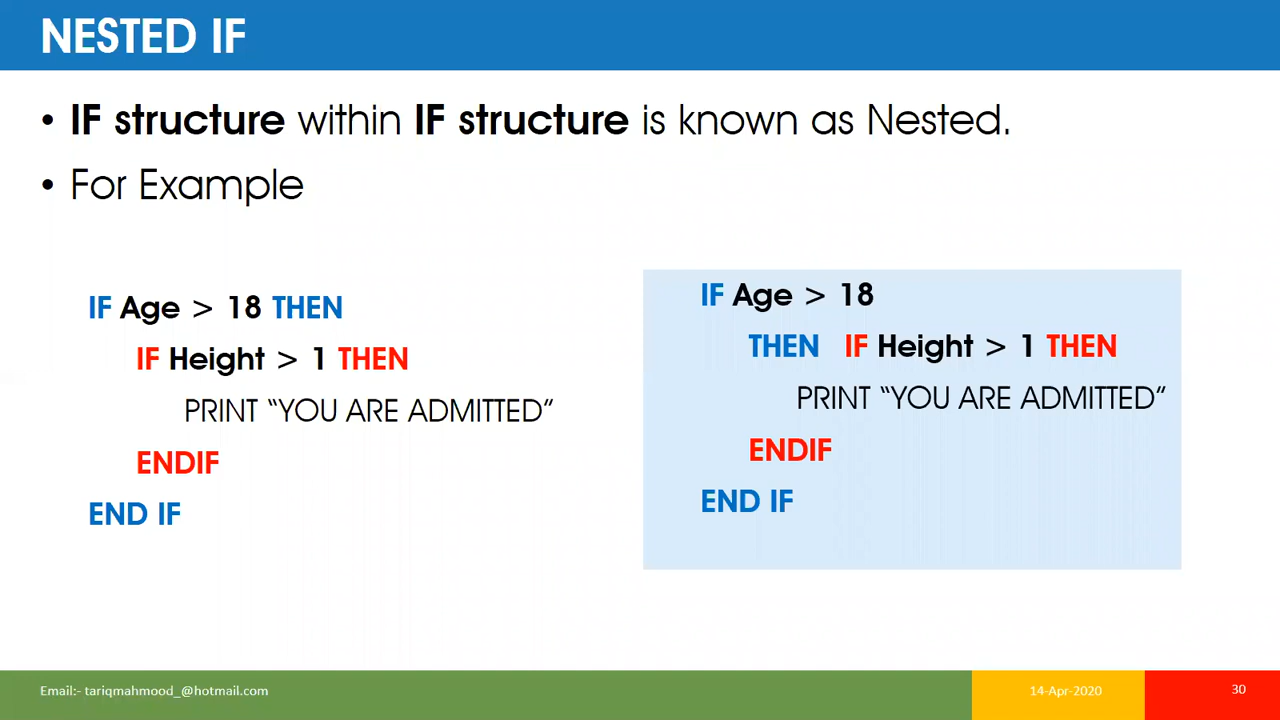 NESTED IF
• IF structure within IF structure is known as Nested.
• For Example
IF Age > 18 THEN
IF Height > 1 THEN
PRINT “YOU ARE ADMITTED”
ENDIF
END IF
IF Age > 18
THEN IF Height > 1 THEN
PRINT “YOU ARE ADMITTED”
ENDIF
END IF
Email:- tariqmahmood_@hotmail.com
14-Apr-2020
30